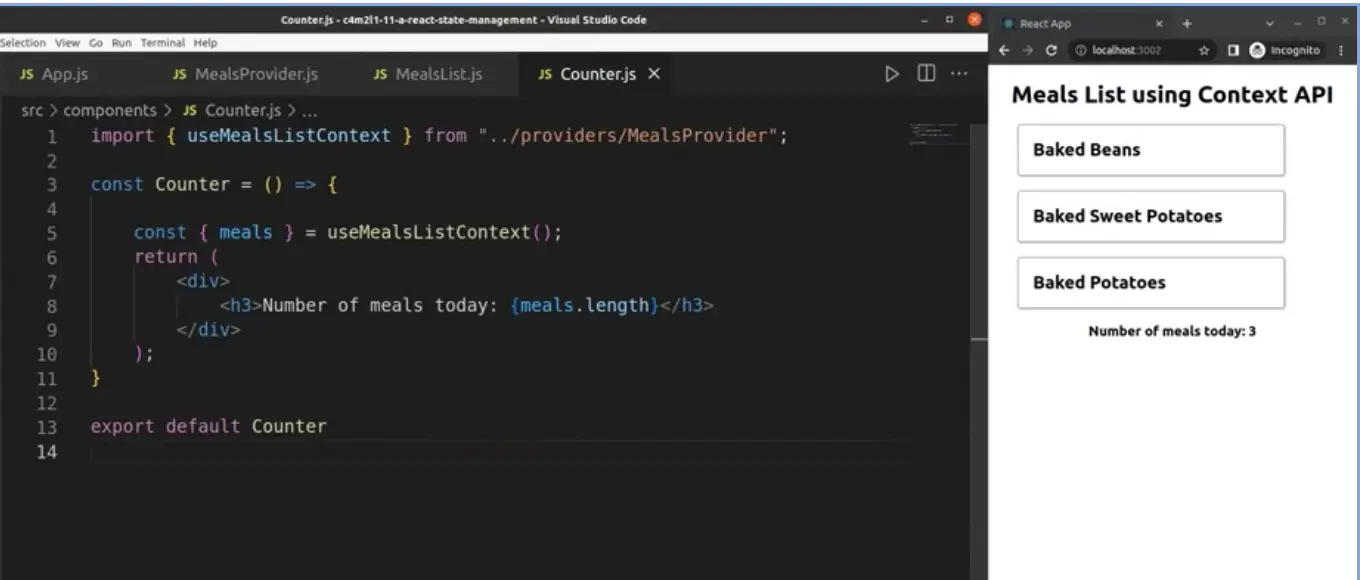 Counter.js - c4m2l1-11-a-react-state-management - Visual Studio Code
Selection View Go Run Terminal Help
JS App.js JS MealsProvider.js JS MealsList.js JS Counter.js
src > components > JS Counter.js > ...
1 import { useMealsListContext } from "../providers/MealsProvider";
2
3 const Counter = () => {
4
5 const { meals } = useMealsListContext();
6 return (
7 <div>
8 <h3>Number of meals today: {meals.length}</h3>
9 </div>
10 );
11 }
12
13 export default Counter
14
React App
localhost:3002 Incognito
Meals List using Context API
Baked Beans
Baked Sweet Potatoes
Baked Potatoes
Number of meals today: 3